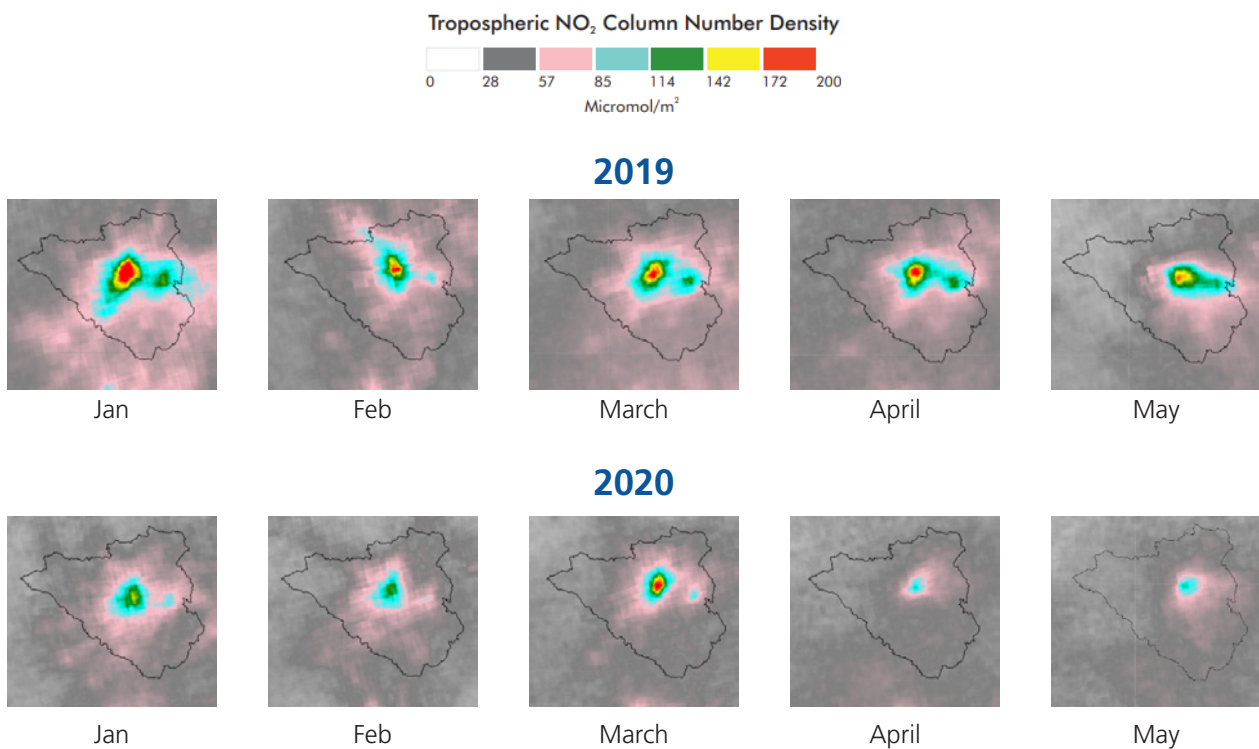 Tropospheric NO₂ Column Number Density
0 28 57 85 114 142 172 200
Micromol/m²
2019
Jan Feb March April May
2020
Jan Feb March April May